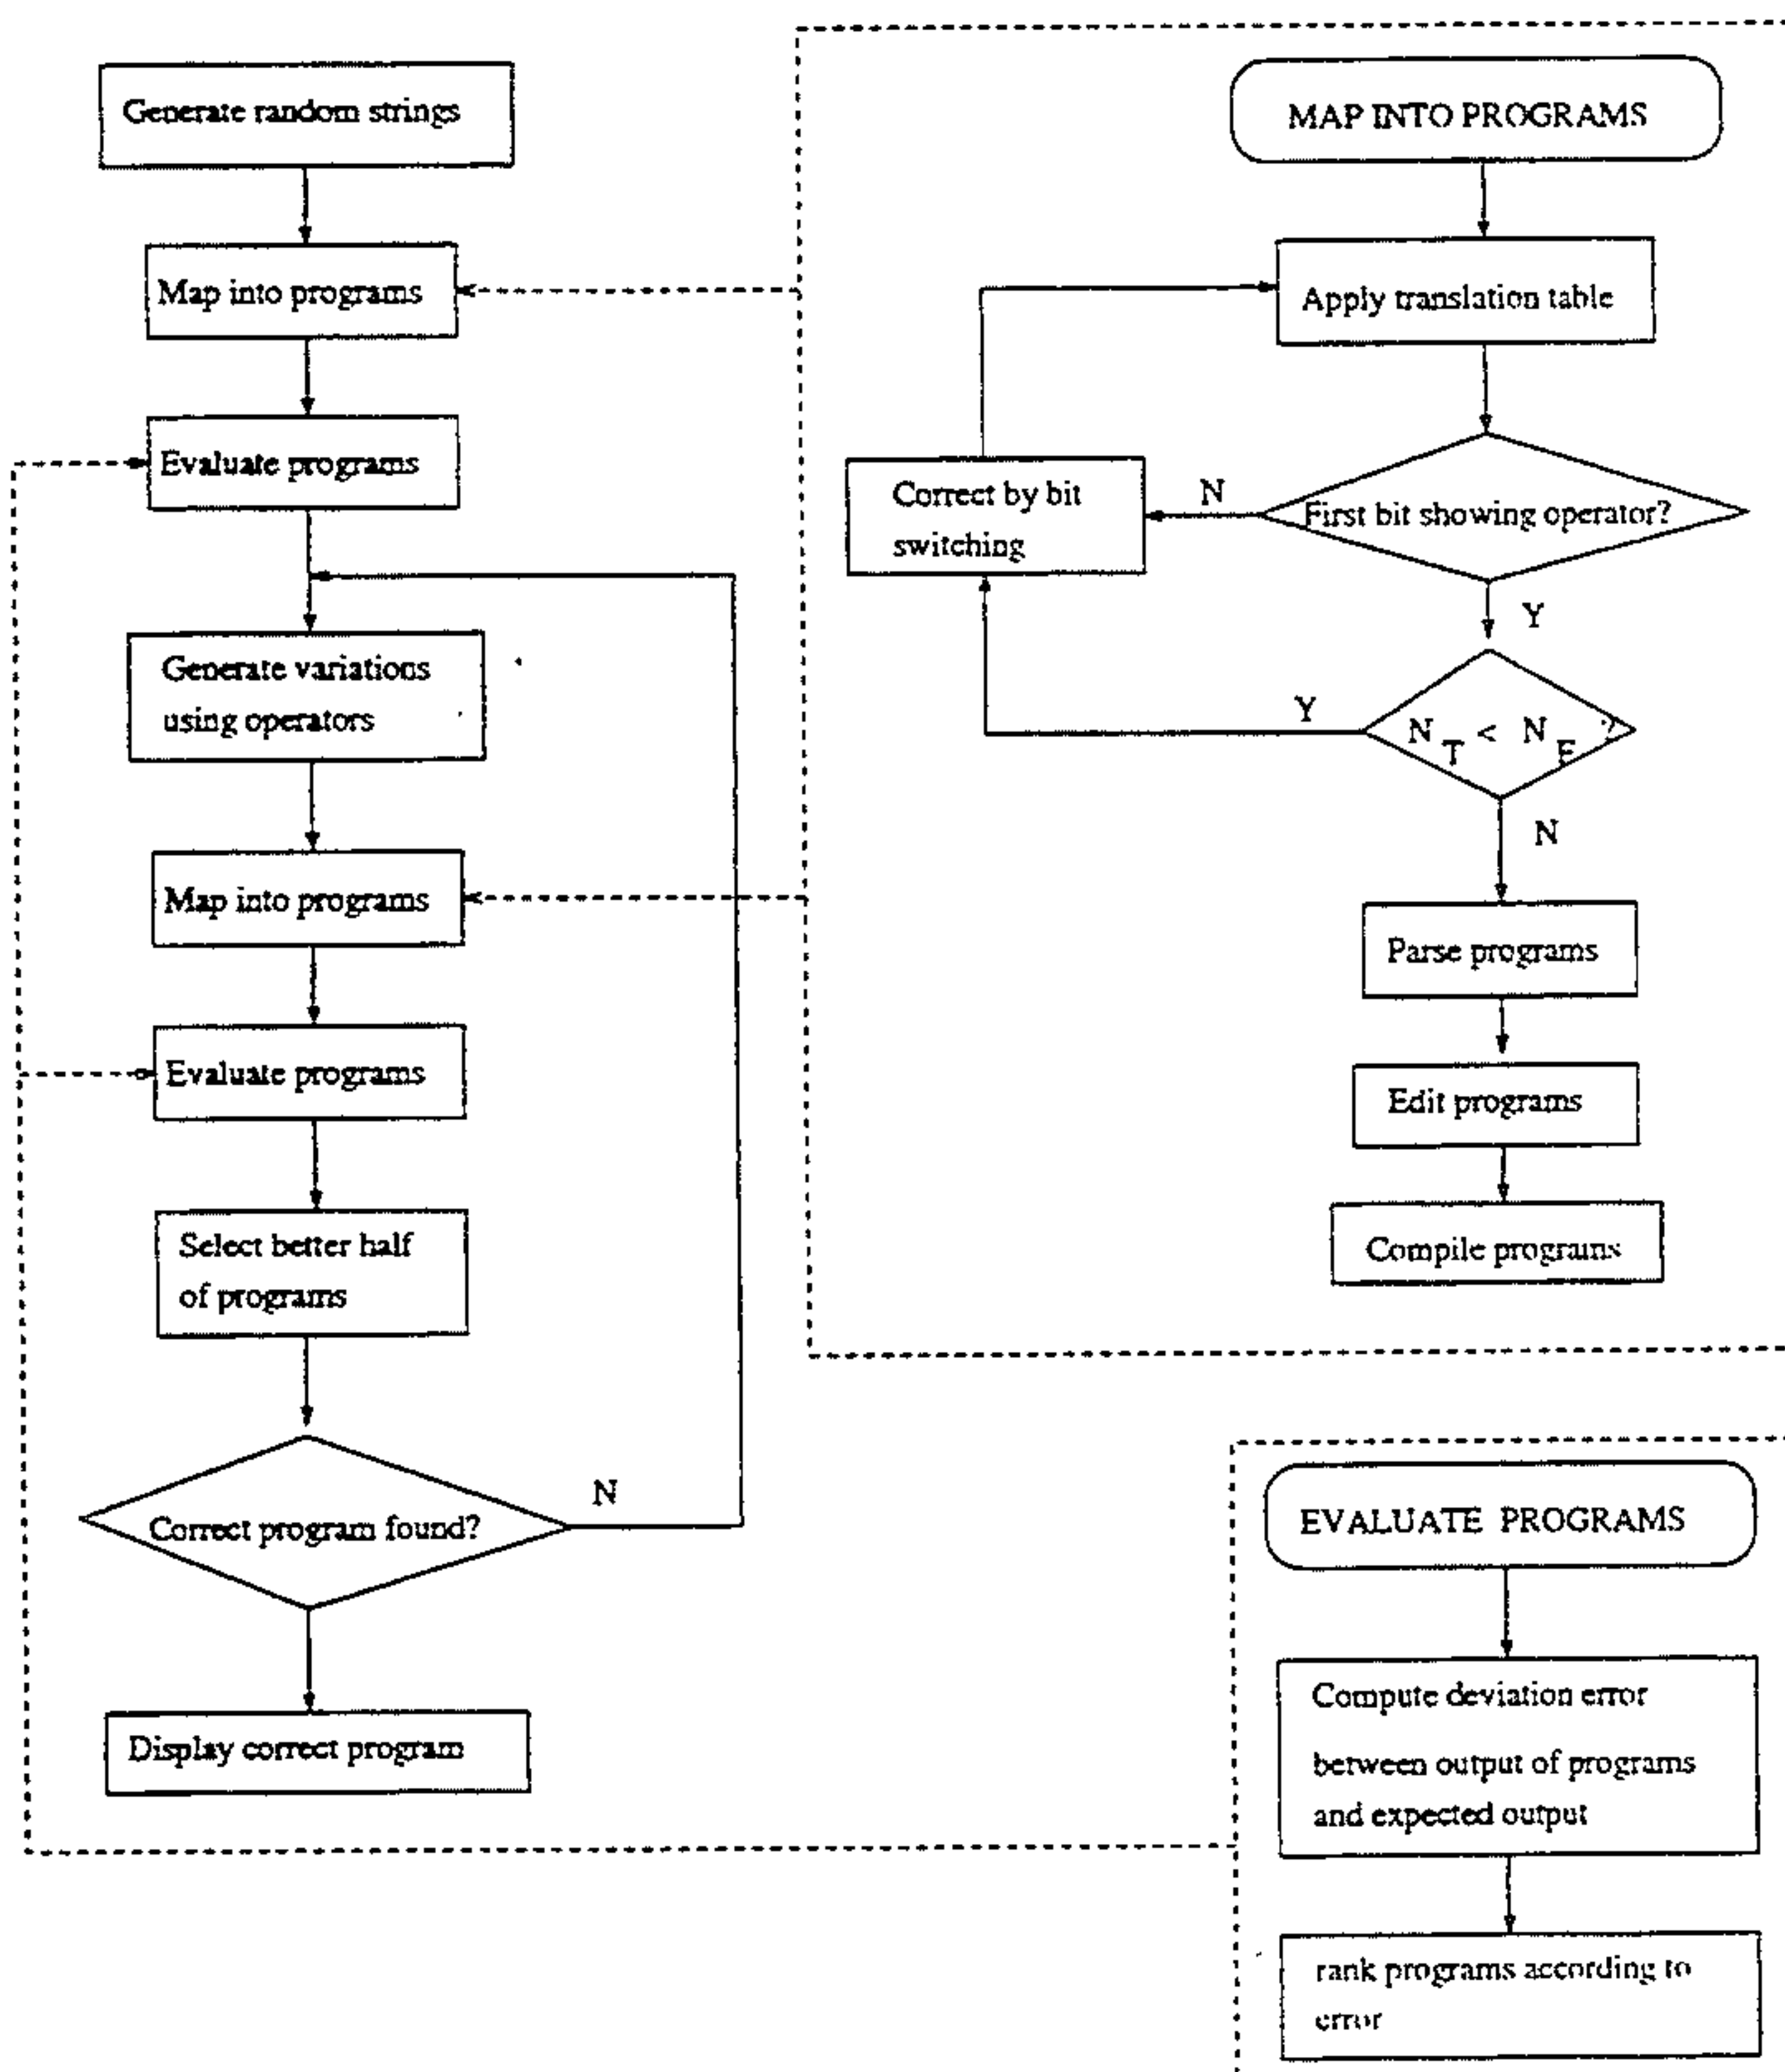 Generate random strings
Map into programs
Evaluate programs
Generate variations
using operators
Map into programs
Evaluate programs
Select better half
of programs
Correct program found?
N
Display correct program
MAP INTO PROGRAMS
Apply translation table
First bit showing operator?
N
Correct by bit
switching
Y
N T < N F ?
Y
N
Parse programs
Edit programs
Compile programs
EVALUATE PROGRAMS
Compute deviation error
between output of programs
and expected output
rank programs according to
error